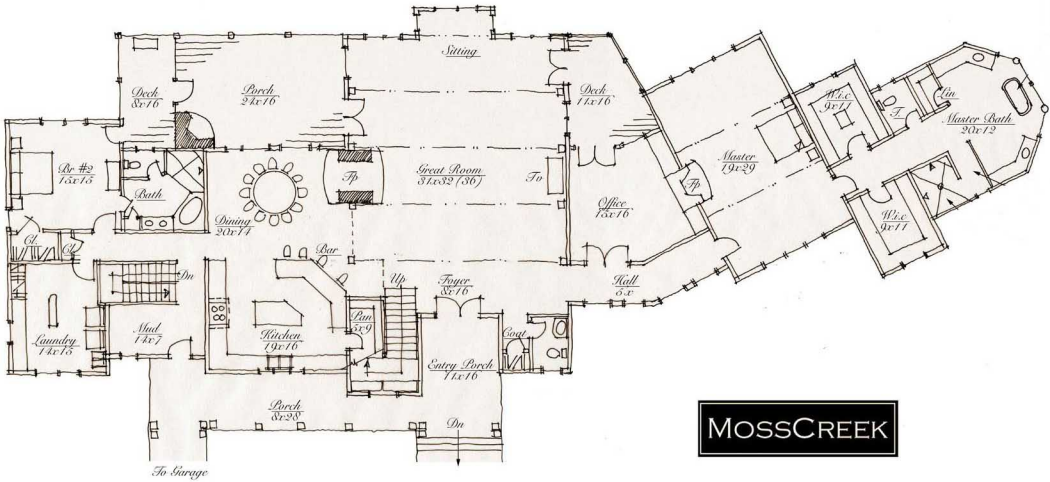 Sitting
Deck
8x16
Porch
24x16
Deck
11x16
W.i.c
9x11
Lin
T.
Master Bath
20x12
Br #2
15x15
Bath
Fp
Great Room
31x32 (36)
Tv
Master
19x29
Fp
Dining
20x14
Office
15x16
W.i.c
9x11
Cl.
Cl
Bar
Dn
Up
Foyer
8x16
Hall
5x
Laundry
14x15
Mud
14x7
Kitchen
19x16
Pan
5x9
Coat
Entry Porch
11x16
Porch
8x28
Dn
MOSSCREEK
To Garage